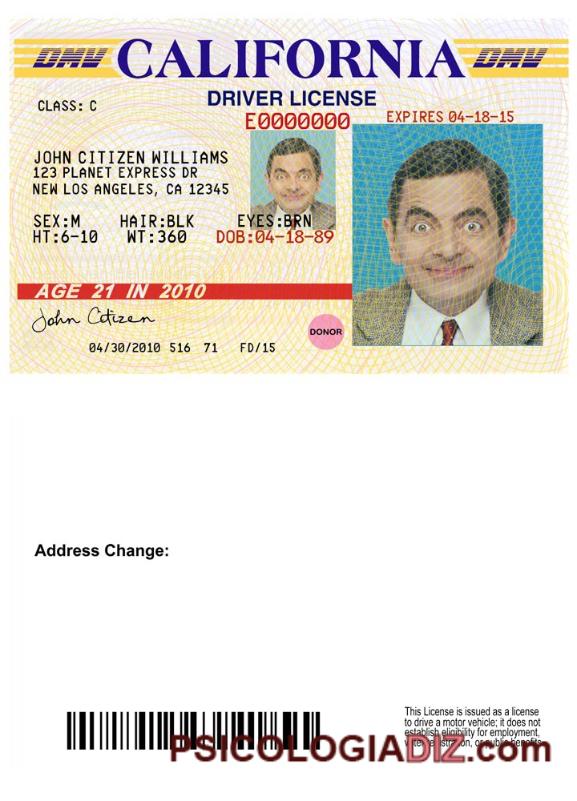 DMV CALIFORNIA DMV
CLASS: C
DRIVER LICENSE
E0000000
EXPIRES 04-18-15
JOHN CITIZEN WILLIAMS
123 PLANET EXPRESS DR
NEW LOS ANGELES, CA 12345
SEX:M HAIR:BLK EYES:BRN
HT:6-10 WT:360 DOB:04-18-89
AGE 21 IN 2010
John Citizen
DONOR
04/30/2010 516 71 FD/15
Address Change:
This License is issued as a license
to drive a motor vehicle; it does not
establish eligibility for employment,
or public benefits
PSICOLOGIADIZ.com